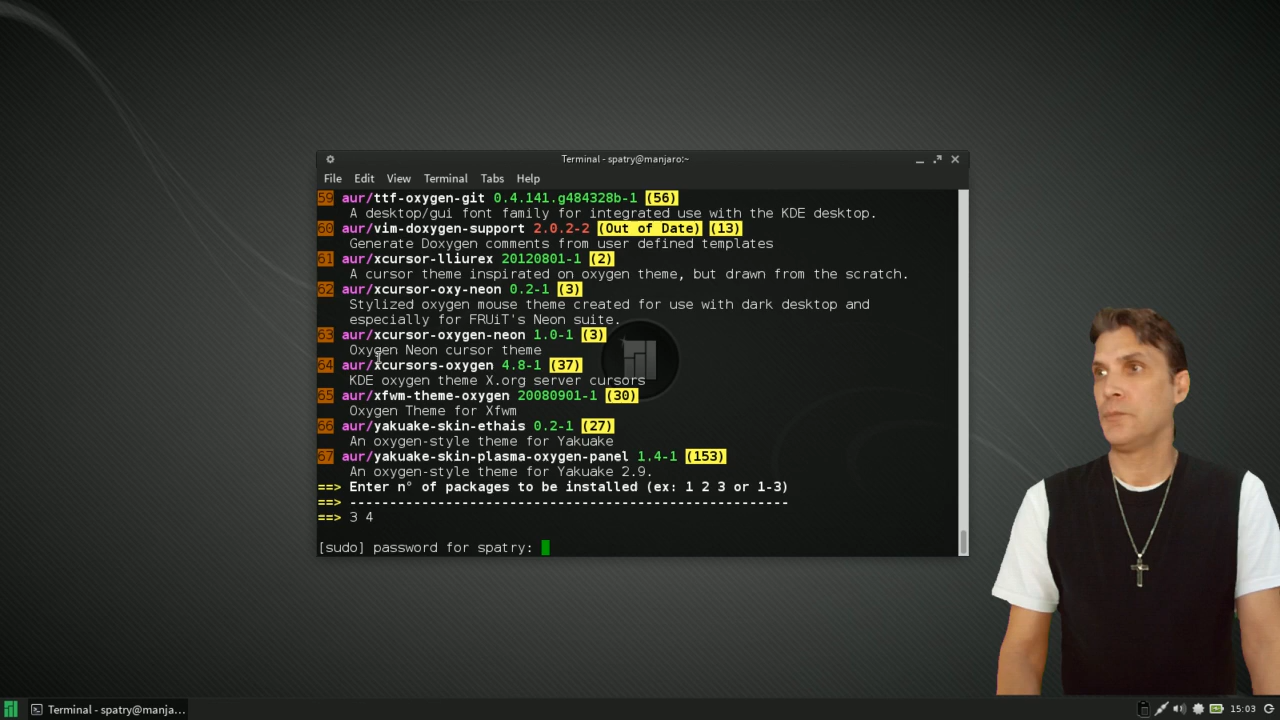 Terminal - spatry@manjaro:~
File Edit View Terminal Tabs Help
59 aur/ttf-oxygen-git 0.4.141.g484328b-1 (56)
A desktop/gui font family for integrated use with the KDE desktop.
60 aur/vim-doxygen-support 2.0.2-2 (Out of Date) (13)
Generate Doxygen comments from user defined templates
61 aur/xcursor-lliurex 20120801-1 (2)
A cursor theme inspirated on oxygen theme, but drawn from the scratch.
62 aur/xcursor-oxy-neon 0.2-1 (3)
Stylized oxygen mouse theme created for use with dark desktop and
especially for FRUiT's Neon suite.
63 aur/xcursor-oxygen-neon 1.0-1 (3)
Oxygen Neon cursor theme
64 aur/xcursors-oxygen 4.8-1 (37)
KDE oxygen theme X.org server cursors
65 aur/xfwm-theme-oxygen 20080901-1 (30)
Oxygen Theme for Xfwm
66 aur/yakuake-skin-ethais 0.2-1 (27)
An oxygen-style theme for Yakuake
67 aur/yakuake-skin-plasma-oxygen-panel 1.4-1 (153)
An oxygen-style theme for Yakuake 2.9.
==> Enter n° of packages to be installed (ex: 1 2 3 or 1-3)
==> -------------------------------------------------------
==> 3 4
[sudo] password for spatry:
Terminal - spatry@manja... 15:03